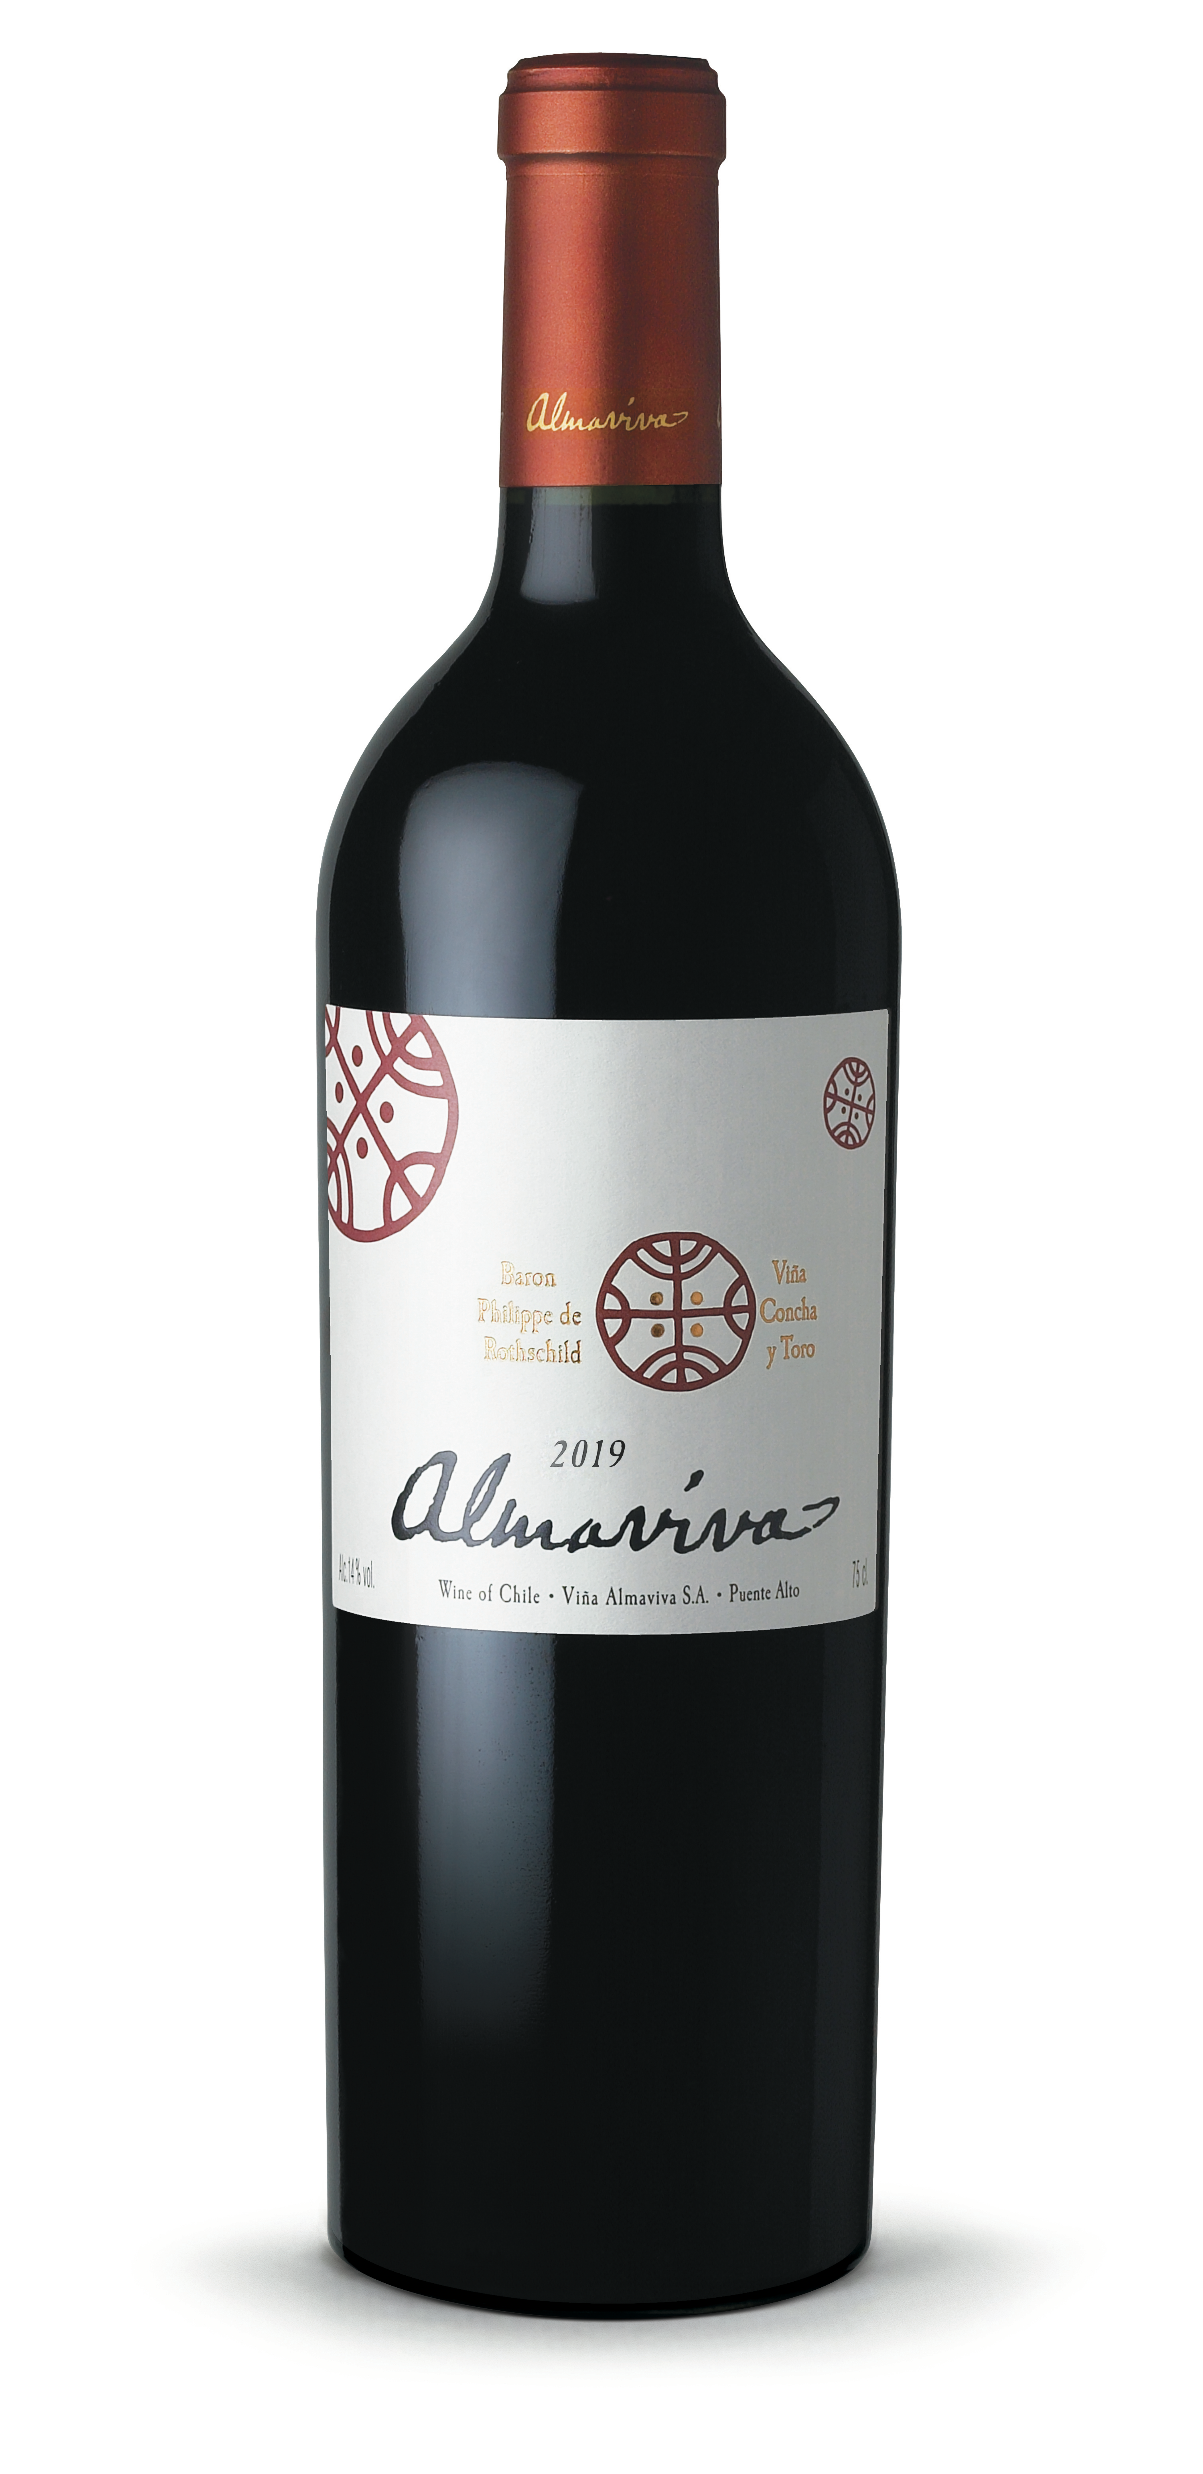 Almaviva
Baron
Philippe de
Rothschild
Viña
Concha
y Toro
2019
Almaviva
Alc. 14% vol.
75 cl.
Wine of Chile • Viña Almaviva S.A. • Puente Alto